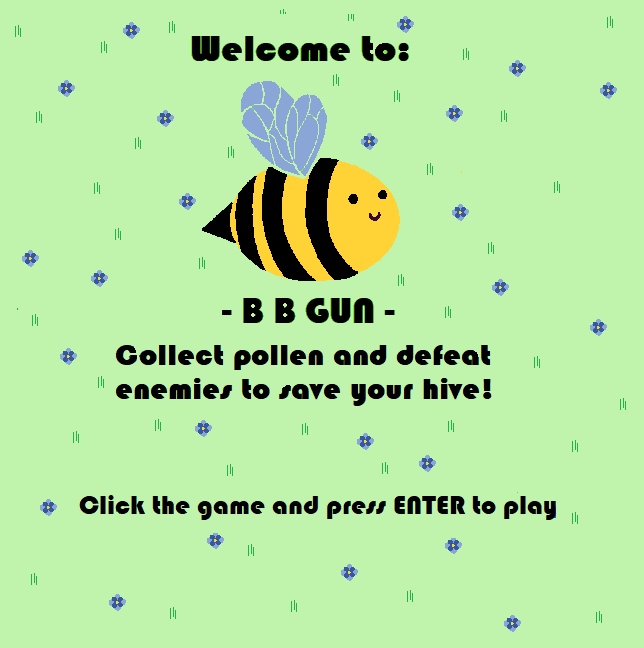 Welcome to:
- B B GUN -
Collect pollen and defeat
enemies to save your hive!
Click the game and press ENTER to play